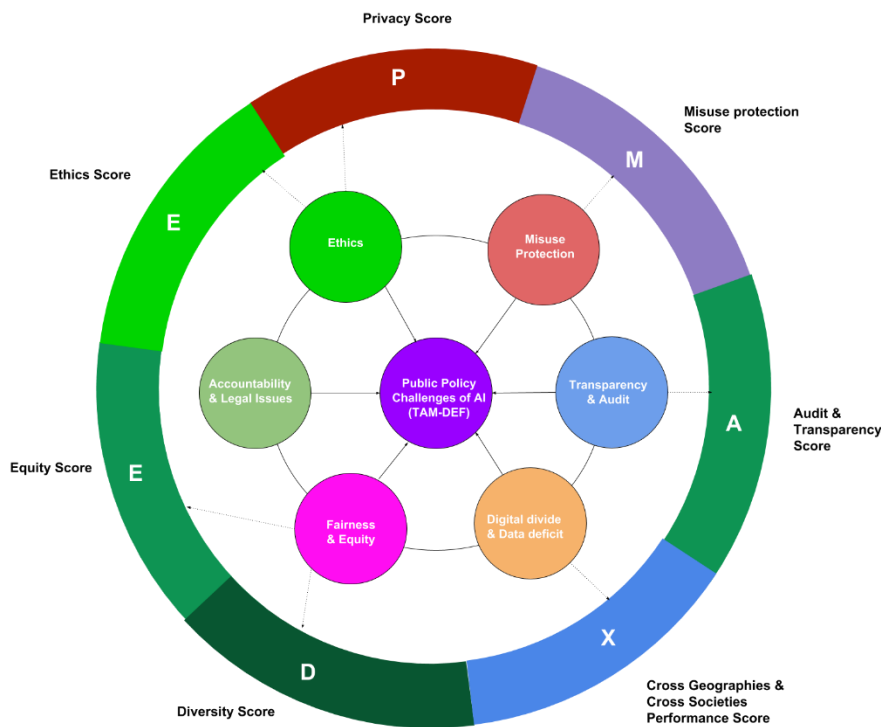 Privacy Score
P
Misuse protection
Score
M
Ethics Score
E
Ethics
Misuse
Protection
Accountability
& Legal Issues
Public Policy
Challenges of AI
(TAM-DEF)
Transparency
& Audit
A
Audit &
Transparency
Score
Equity Score
E
Fairness
& Equity
Digital divide
& Data deficit
X
D
Diversity Score
Cross Geographies &
Cross Societies
Performance Score